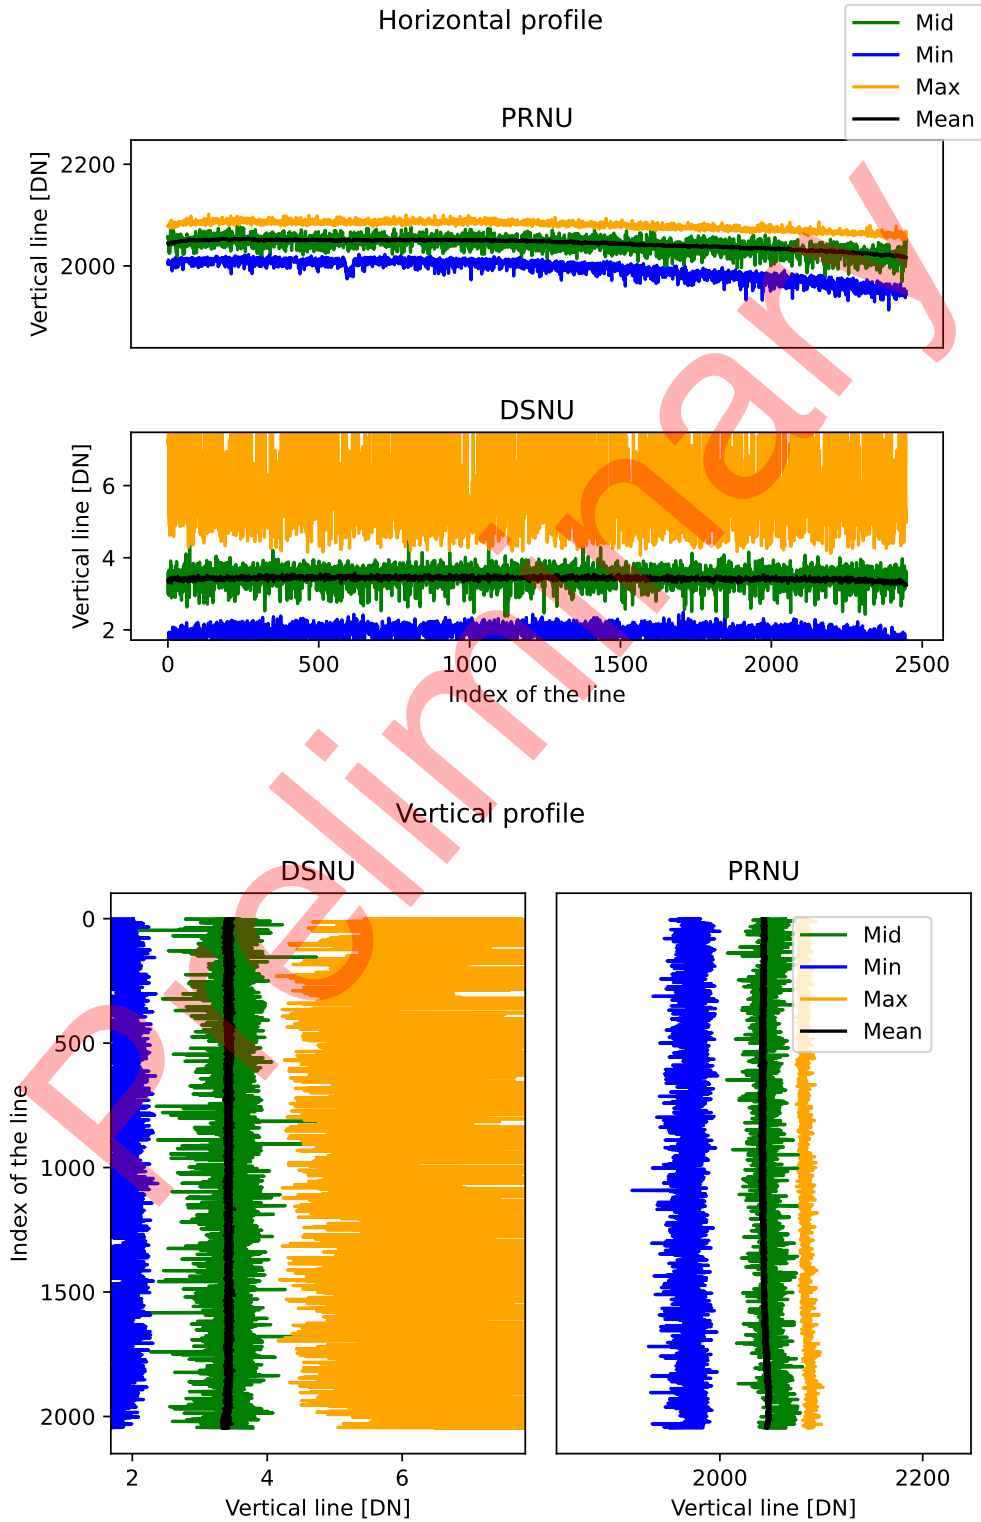 Horizontal profile
Mid
Min
Max
Mean
PRNU
Vertical line [DN]
2200
2000
DSNU
Vertical line [DN]
6
4
2
0 500 1000 1500 2000 2500
Index of the line
Vertical profile
DSNU
PRNU
Index of the line
0
500
1000
1500
2000
2 4 6
Vertical line [DN]
Mid
Min
Max
Mean
2000 2200
Vertical line [DN]
Preliminary